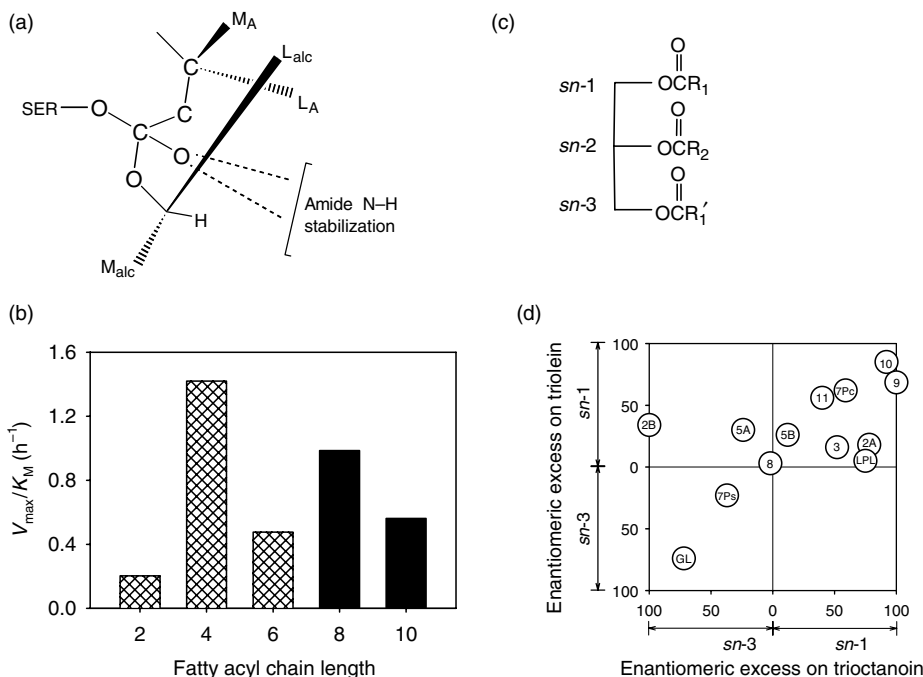 (a)
M_A
L_alc
C
L_A
SER
O
C
C
O
O
H
Amide N–H
stabilization
M_alc
(c)
O
sn-1
OCR₁
O
sn-2
OCR₂
O
sn-3
OCR₁′
(b)
1.6
1.2
0.8
0.4
0.0
V_max/K_M (h⁻¹)
2 4 6 8 10
Fatty acyl chain length
(d)
Enantiomeric excess on triolein
sn-1
sn-3
100
50
0
50
100
10
9
7Pc
11
2B
5A
5B
3
2A
LPL
8
7Ps
GL
100 50 0 50 100
sn-3 sn-1
Enantiomeric excess on trioctanoin